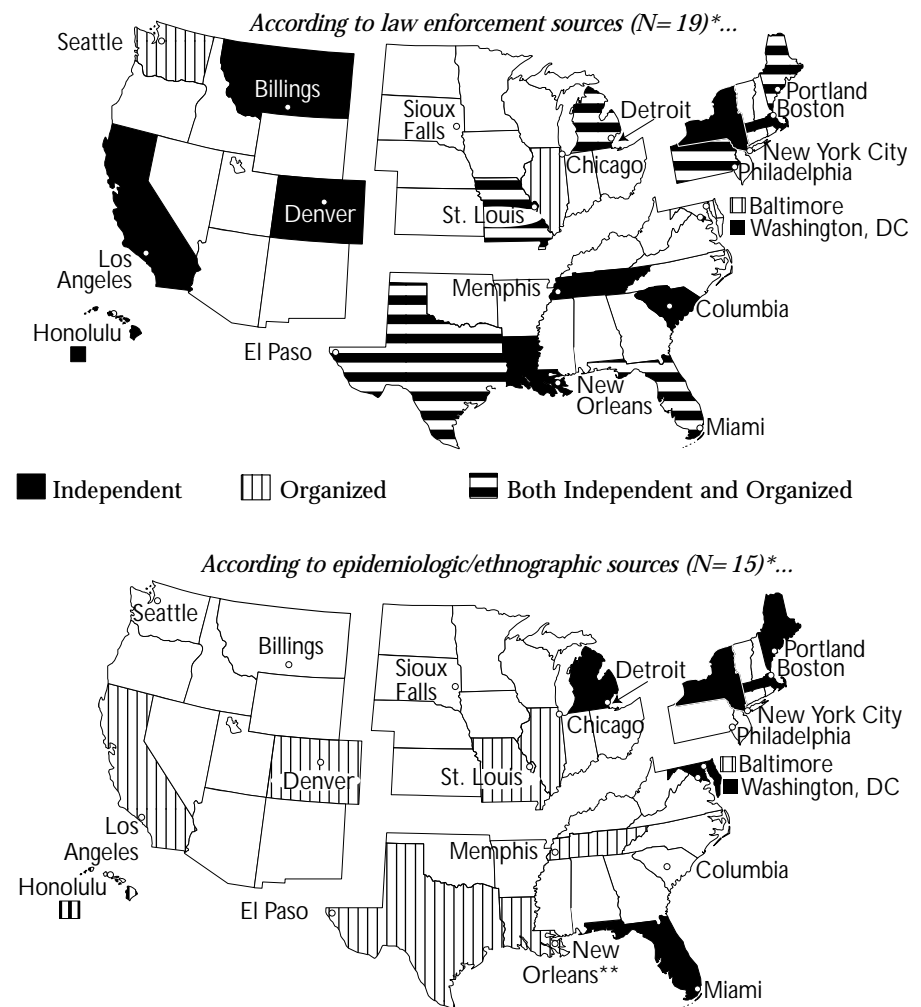 According to law enforcement sources (N=19)*...
Seattle
Billings
Sioux
Falls
Detroit
Portland
Boston
Chicago
New York City
Philadelphia
Denver
St. Louis
Baltimore
Washington, DC
Los
Angeles
Memphis
Columbia
Honolulu
El Paso
New
Orleans
Miami
Independent
Organized
Both Independent and Organized
According to epidemiologic/ethnographic sources (N=15)*...
Seattle
Billings
Sioux
Falls
Detroit
Portland
Boston
Chicago
New York City
Philadelphia
Denver
St. Louis
Baltimore
Washington, DC
Los
Angeles
Memphis
Columbia
Honolulu
El Paso
New
Orleans**
Miami